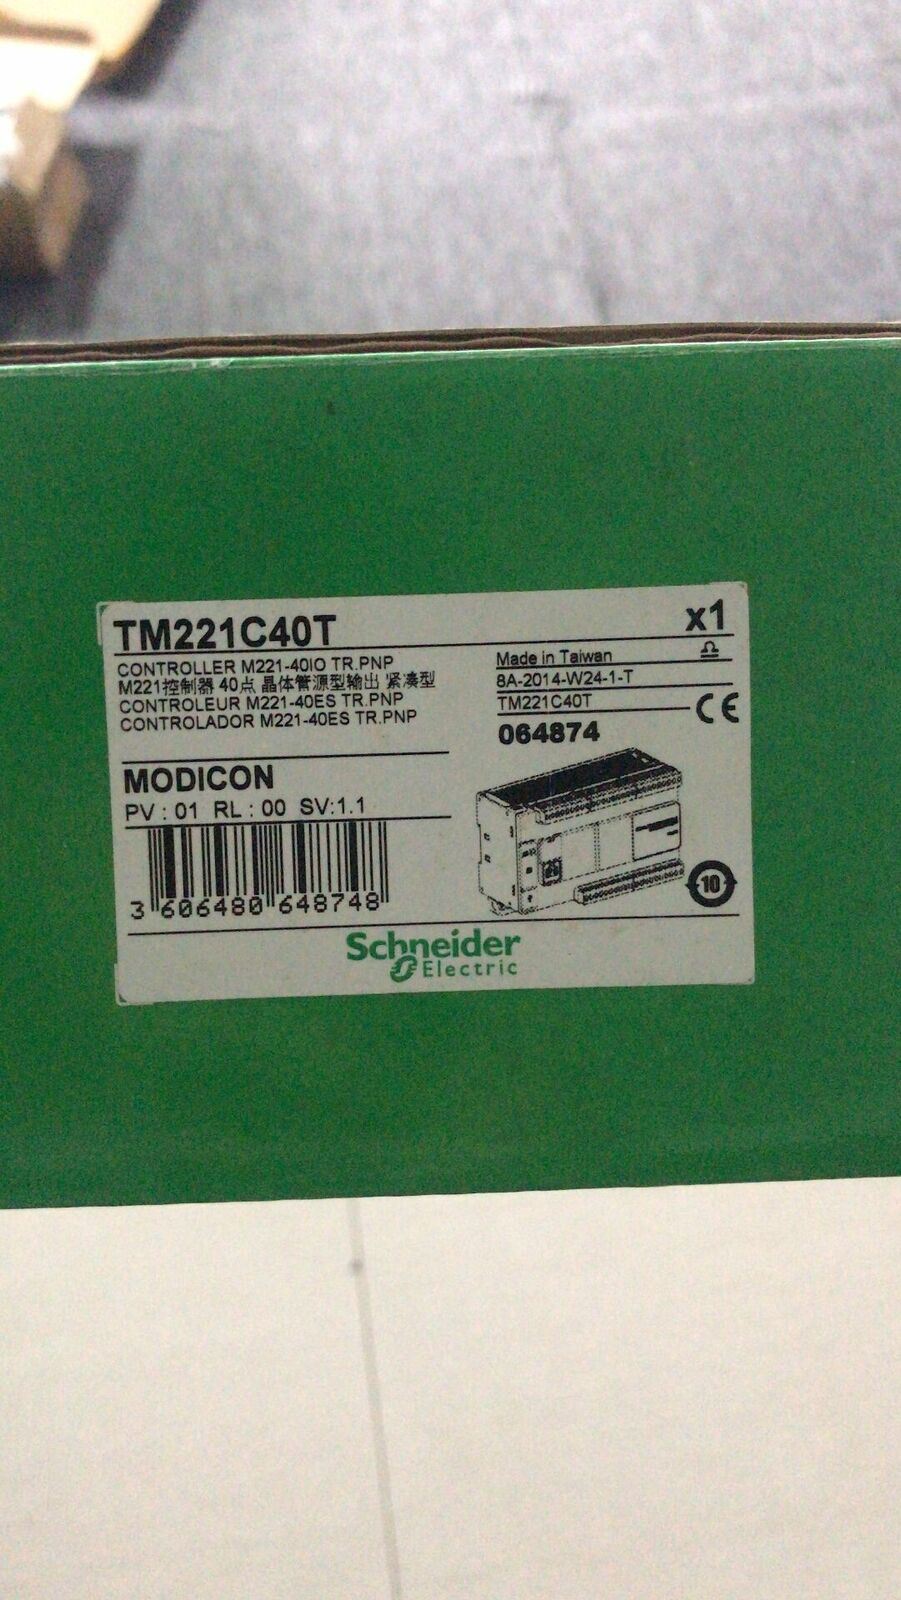 TM221C40T
x1
CONTROLLER M221-40IO TR.PNP
M221控制器 40点 晶体管源型输出 紧凑型
CONTROLEUR M221-40ES TR.PNP
CONTROLADOR M221-40ES TR.PNP
Made in Taiwan
8A-2014-W24-1-T
TM221C40T
CE
064874
MODICON
PV : 01 RL : 00 SV:1.1
3 606480 648748
10
Schneider
Electric